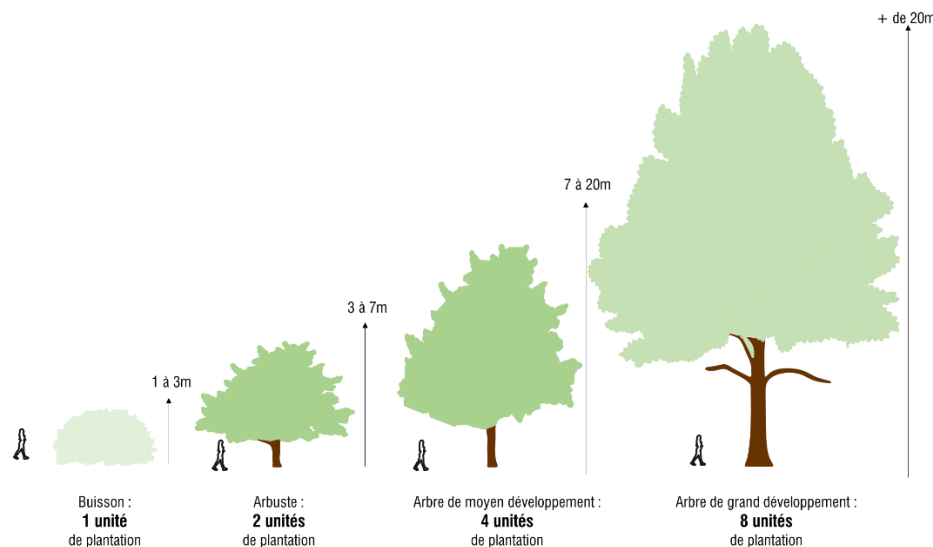 + de 20m
7 à 20m
3 à 7m
1 à 3m
Buisson :
1 unité
de plantation
Arbuste :
2 unités
de plantation
Arbre de moyen développement :
4 unités
de plantation
Arbre de grand développement :
8 unités
de plantation